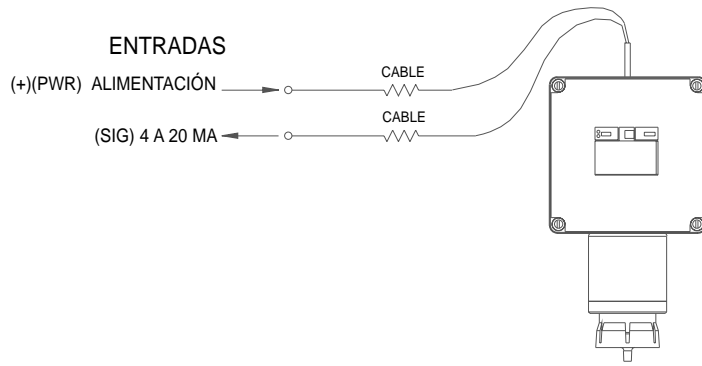 ENTRADAS
(+)(PWR) ALIMENTACIÓN
CABLE
(SIG) 4 A 20 MA
CABLE